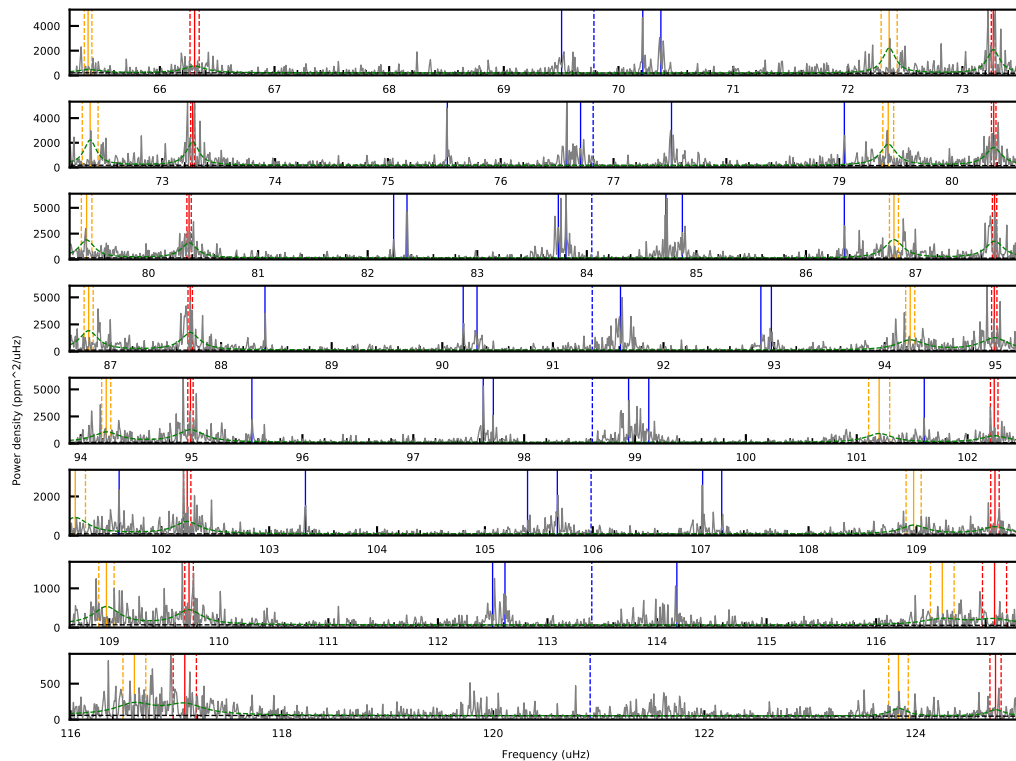 4000
2000
0
66 67 68 69 70 71 72 73
4000
2000
0
73 74 75 76 77 78 79 80
5000
2500
0
80 81 82 83 84 85 86 87
5000
2500
0
87 88 89 90 91 92 93 94 95
5000
2500
0
94 95 96 97 98 99 100 101 102
Power density (ppm^2/uHz)
2000
0
102 103 104 105 106 107 108 109
1000
0
109 110 111 112 113 114 115 116 117
500
0
116 118 120 122 124
Frequency (uHz)